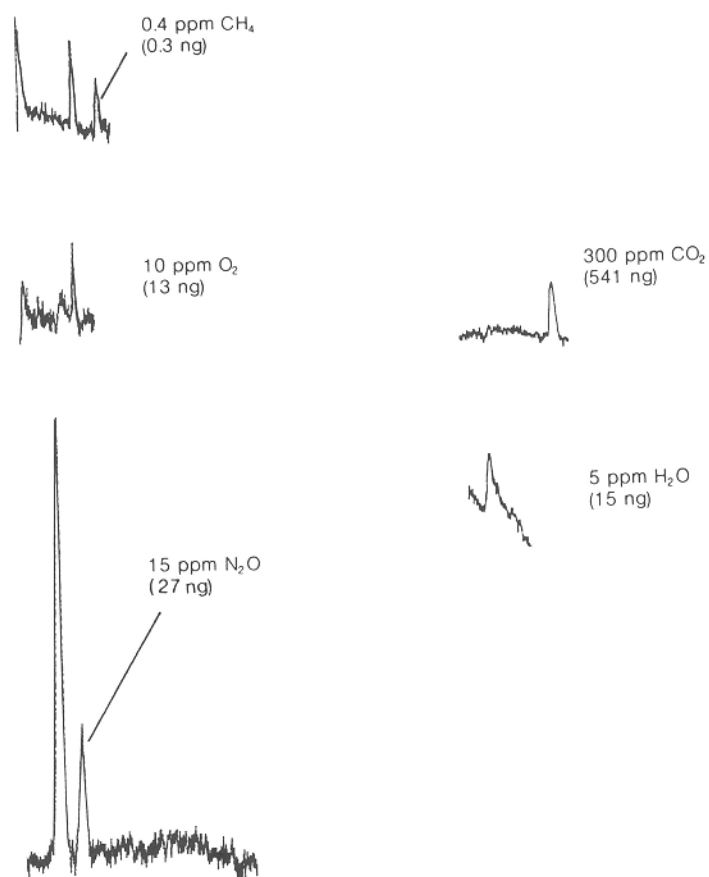 0.4 ppm CH₄
(0.3 ng)
10 ppm O₂
(13 ng)
300 ppm CO₂
(541 ng)
5 ppm H₂O
(15 ng)
15 ppm N₂O
(27 ng)